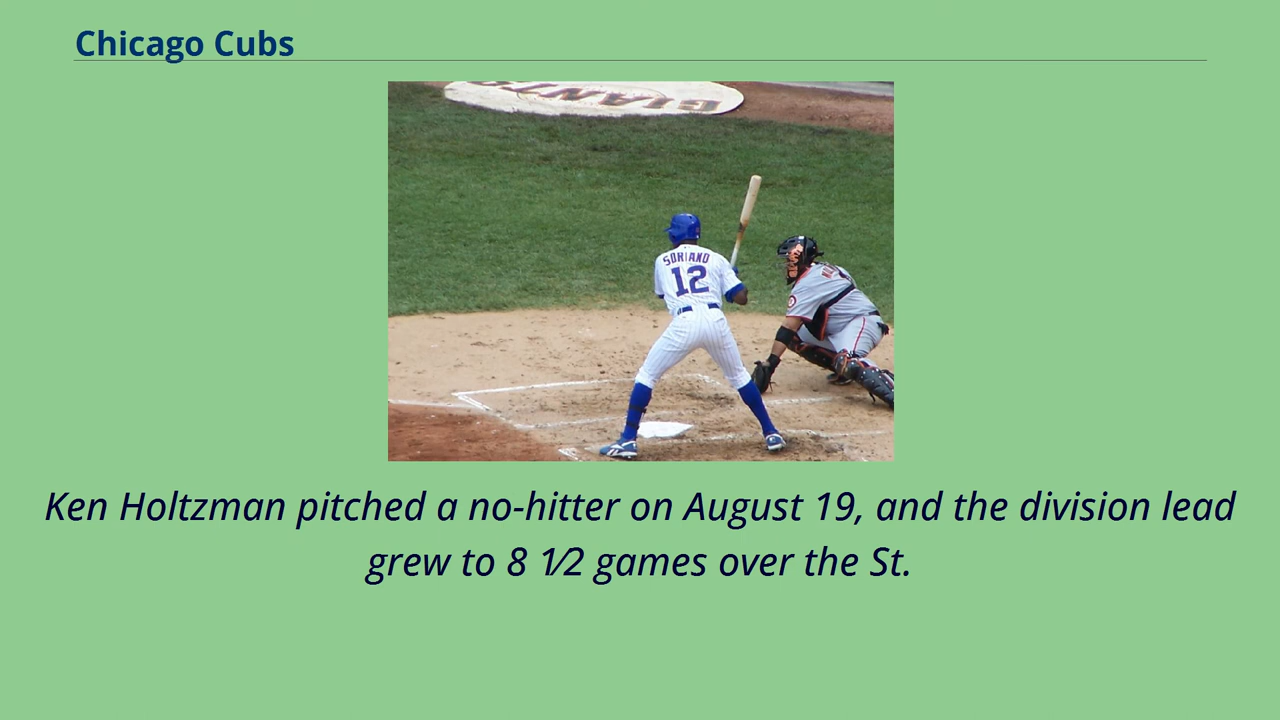 Chicago Cubs
GIANTS
SORIANO
12
Ken Holtzman pitched a no-hitter on August 19, and the division lead
grew to 8 1⁄2 games over the St.